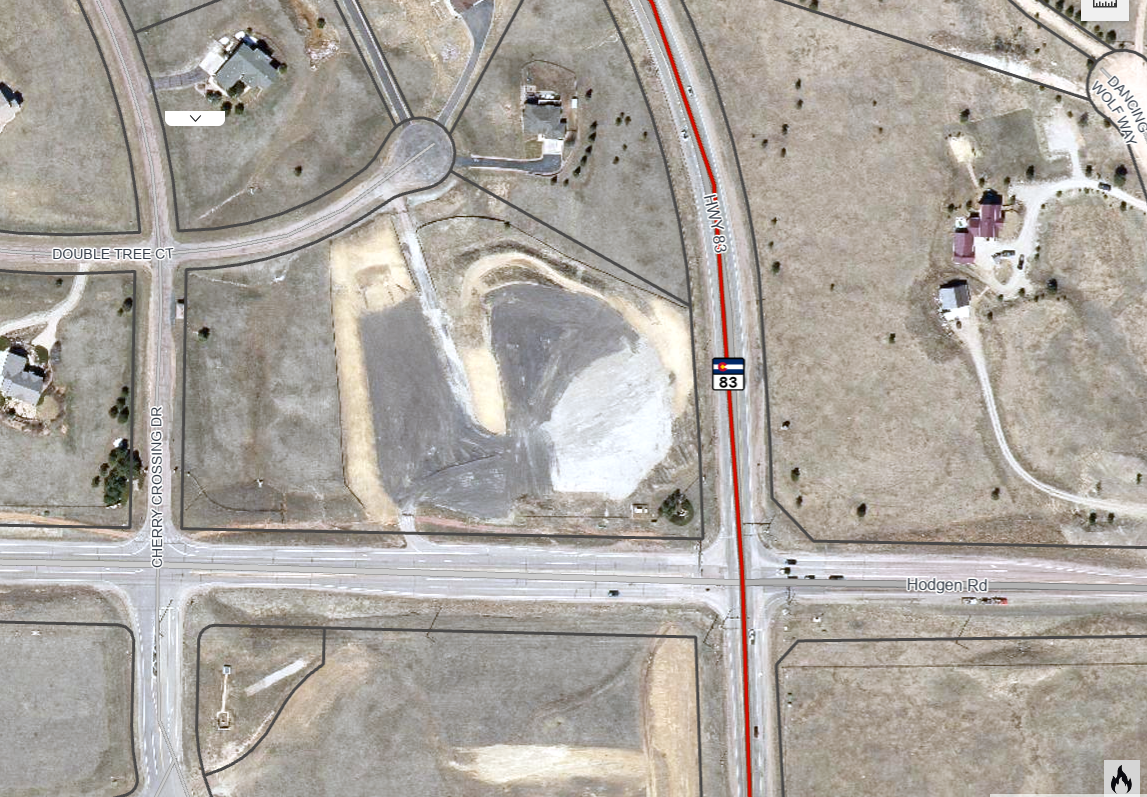 DANCING
WOLF WAY
HWY 83
DOUBLE TREE CT
83
CHERRY CROSSING DR
Hodgen Rd